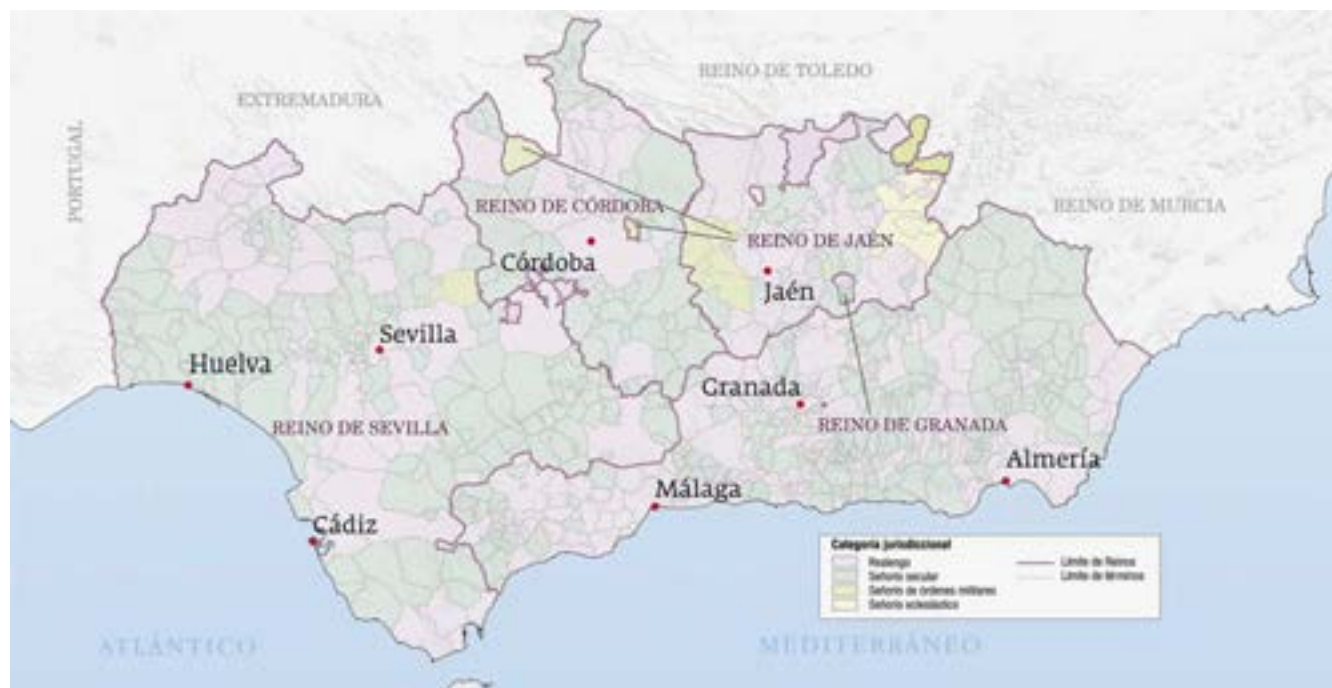 REINO DE TOLEDO
EXTREMADURA
PORTUGAL
REINO DE CÓRDOBA
REINO DE MURCIA
REINO DE JAÉN
Córdoba
Jaén
Sevilla
Huelva
Granada
REINO DE SEVILLA
REINO DE GRANADA
Almería
Málaga
Cádiz
Categoría jurisdiccional
Realengo
Señorío secular
Señorío de órdenes militares
Señorío eclesiástico
Límite de Reinos
Límite de términos
ATLÁNTICO
MEDITERRÁNEO